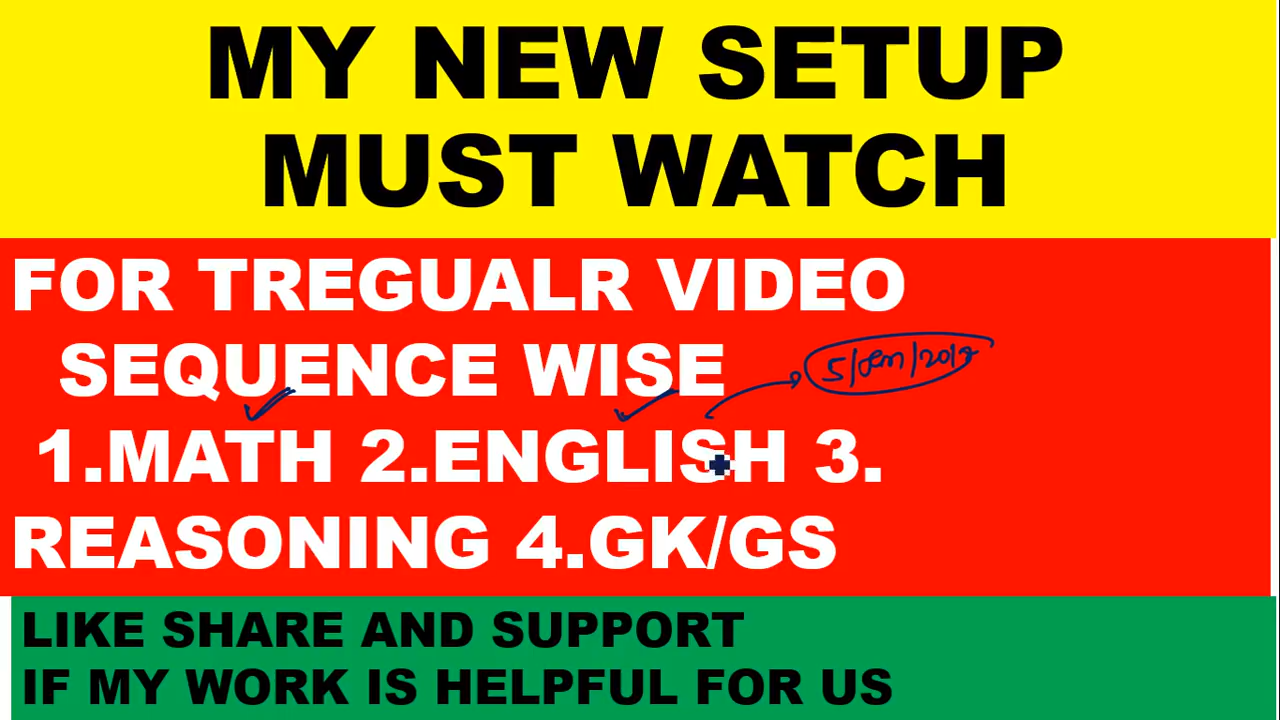 MY NEW SETUP
MUST WATCH
FOR TREGUALR VIDEO
SEQUENCE WISE
1.MATH 2.ENGLISH 3.
REASONING 4.GK/GS
LIKE SHARE AND SUPPORT
IF MY WORK IS HELPFUL FOR US